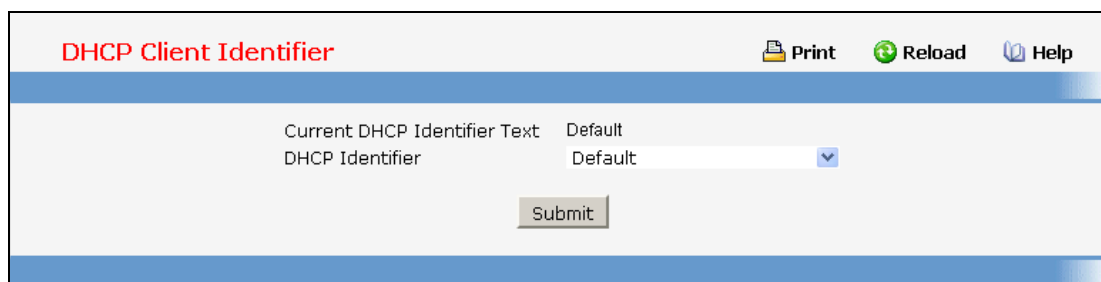 DHCP Client Identifier Print Reload Help
Current DHCP Identifier Text Default
DHCP Identifier Default
Submit